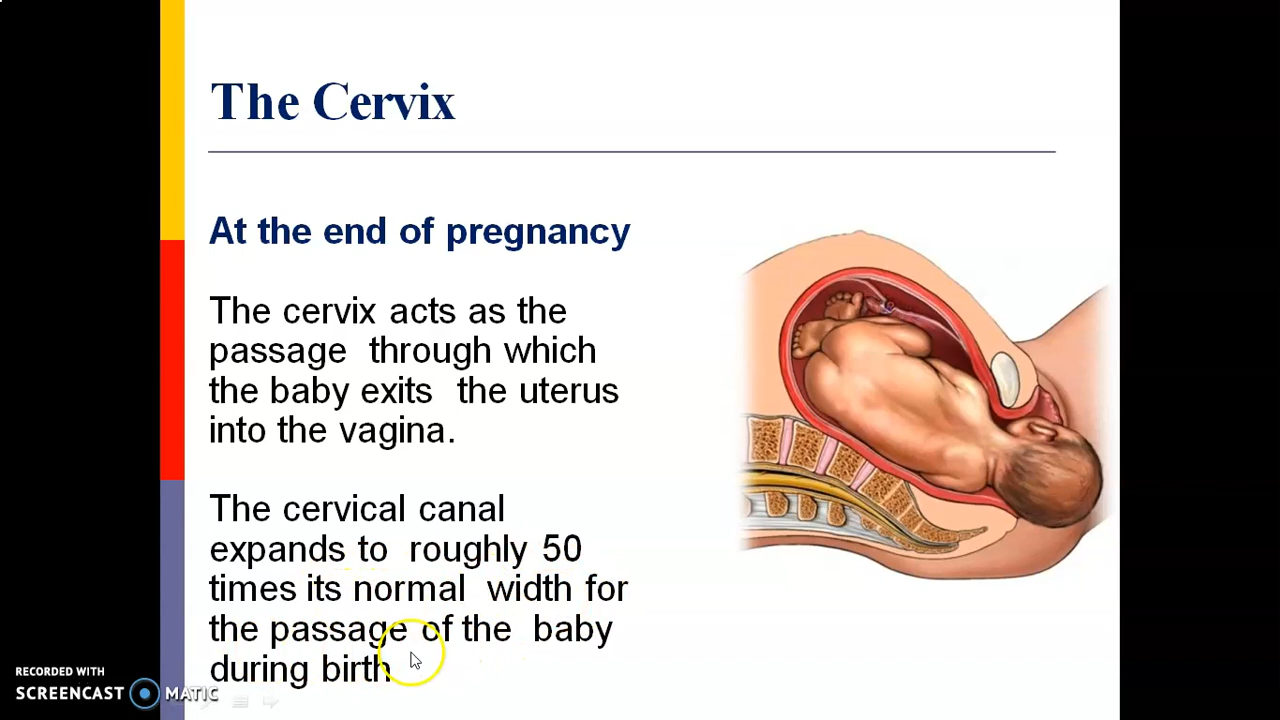 The Cervix
At the end of pregnancy
The cervix acts as the
passage through which
the baby exits the uterus
into the vagina.
The cervical canal
expands to roughly 50
times its normal width for
the passage of the baby
during birth
RECORDED WITH
SCREENCAST MATIC